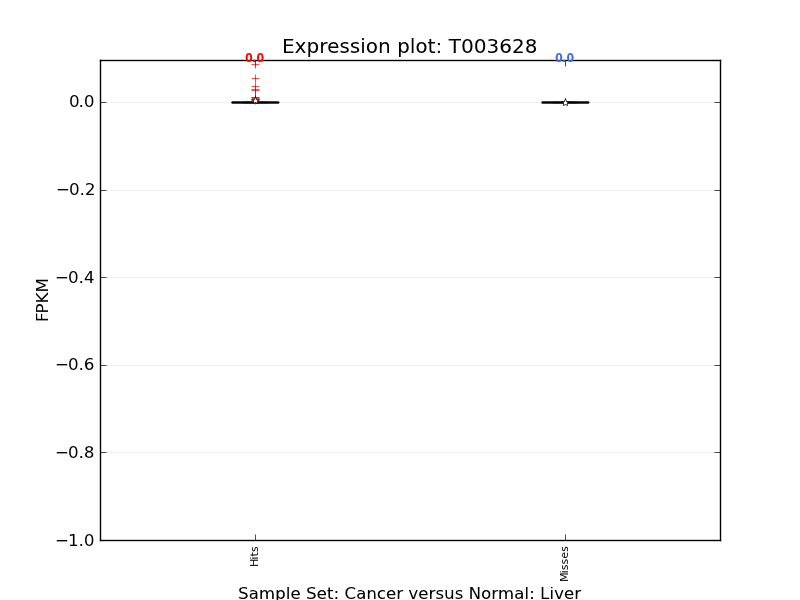 Expression plot: T003628
0.0 0.0
0.0
−0.2
−0.4
−0.6
−0.8
−1.0
FPKM
Hits Misses
Sample Set: Cancer versus Normal: Liver